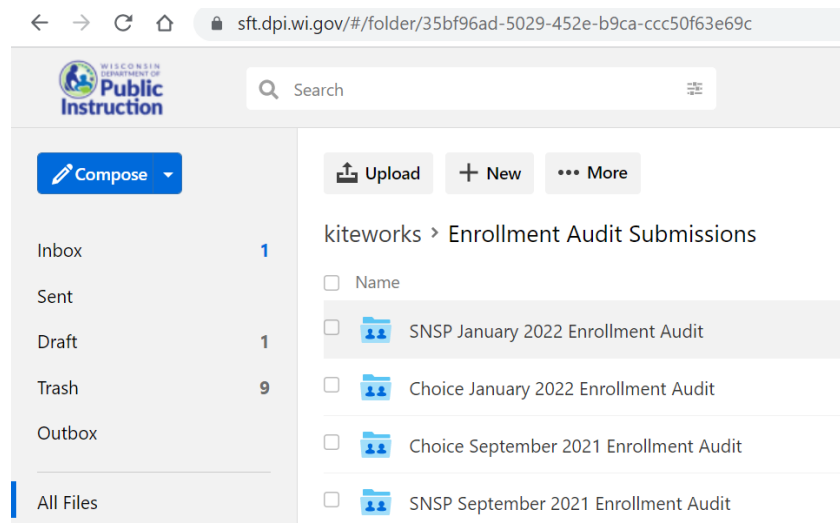 sft.dpi.wi.gov/#/folder/35bf96ad-5029-452e-b9ca-ccc50f63e69c
WISCONSIN
DEPARTMENT OF
Public
Instruction
Search
Compose
Inbox 1
Sent
Draft 1
Trash 9
Outbox
All Files
Upload
New
More
kiteworks > Enrollment Audit Submissions
Name
SNSP January 2022 Enrollment Audit
Choice January 2022 Enrollment Audit
Choice September 2021 Enrollment Audit
SNSP September 2021 Enrollment Audit